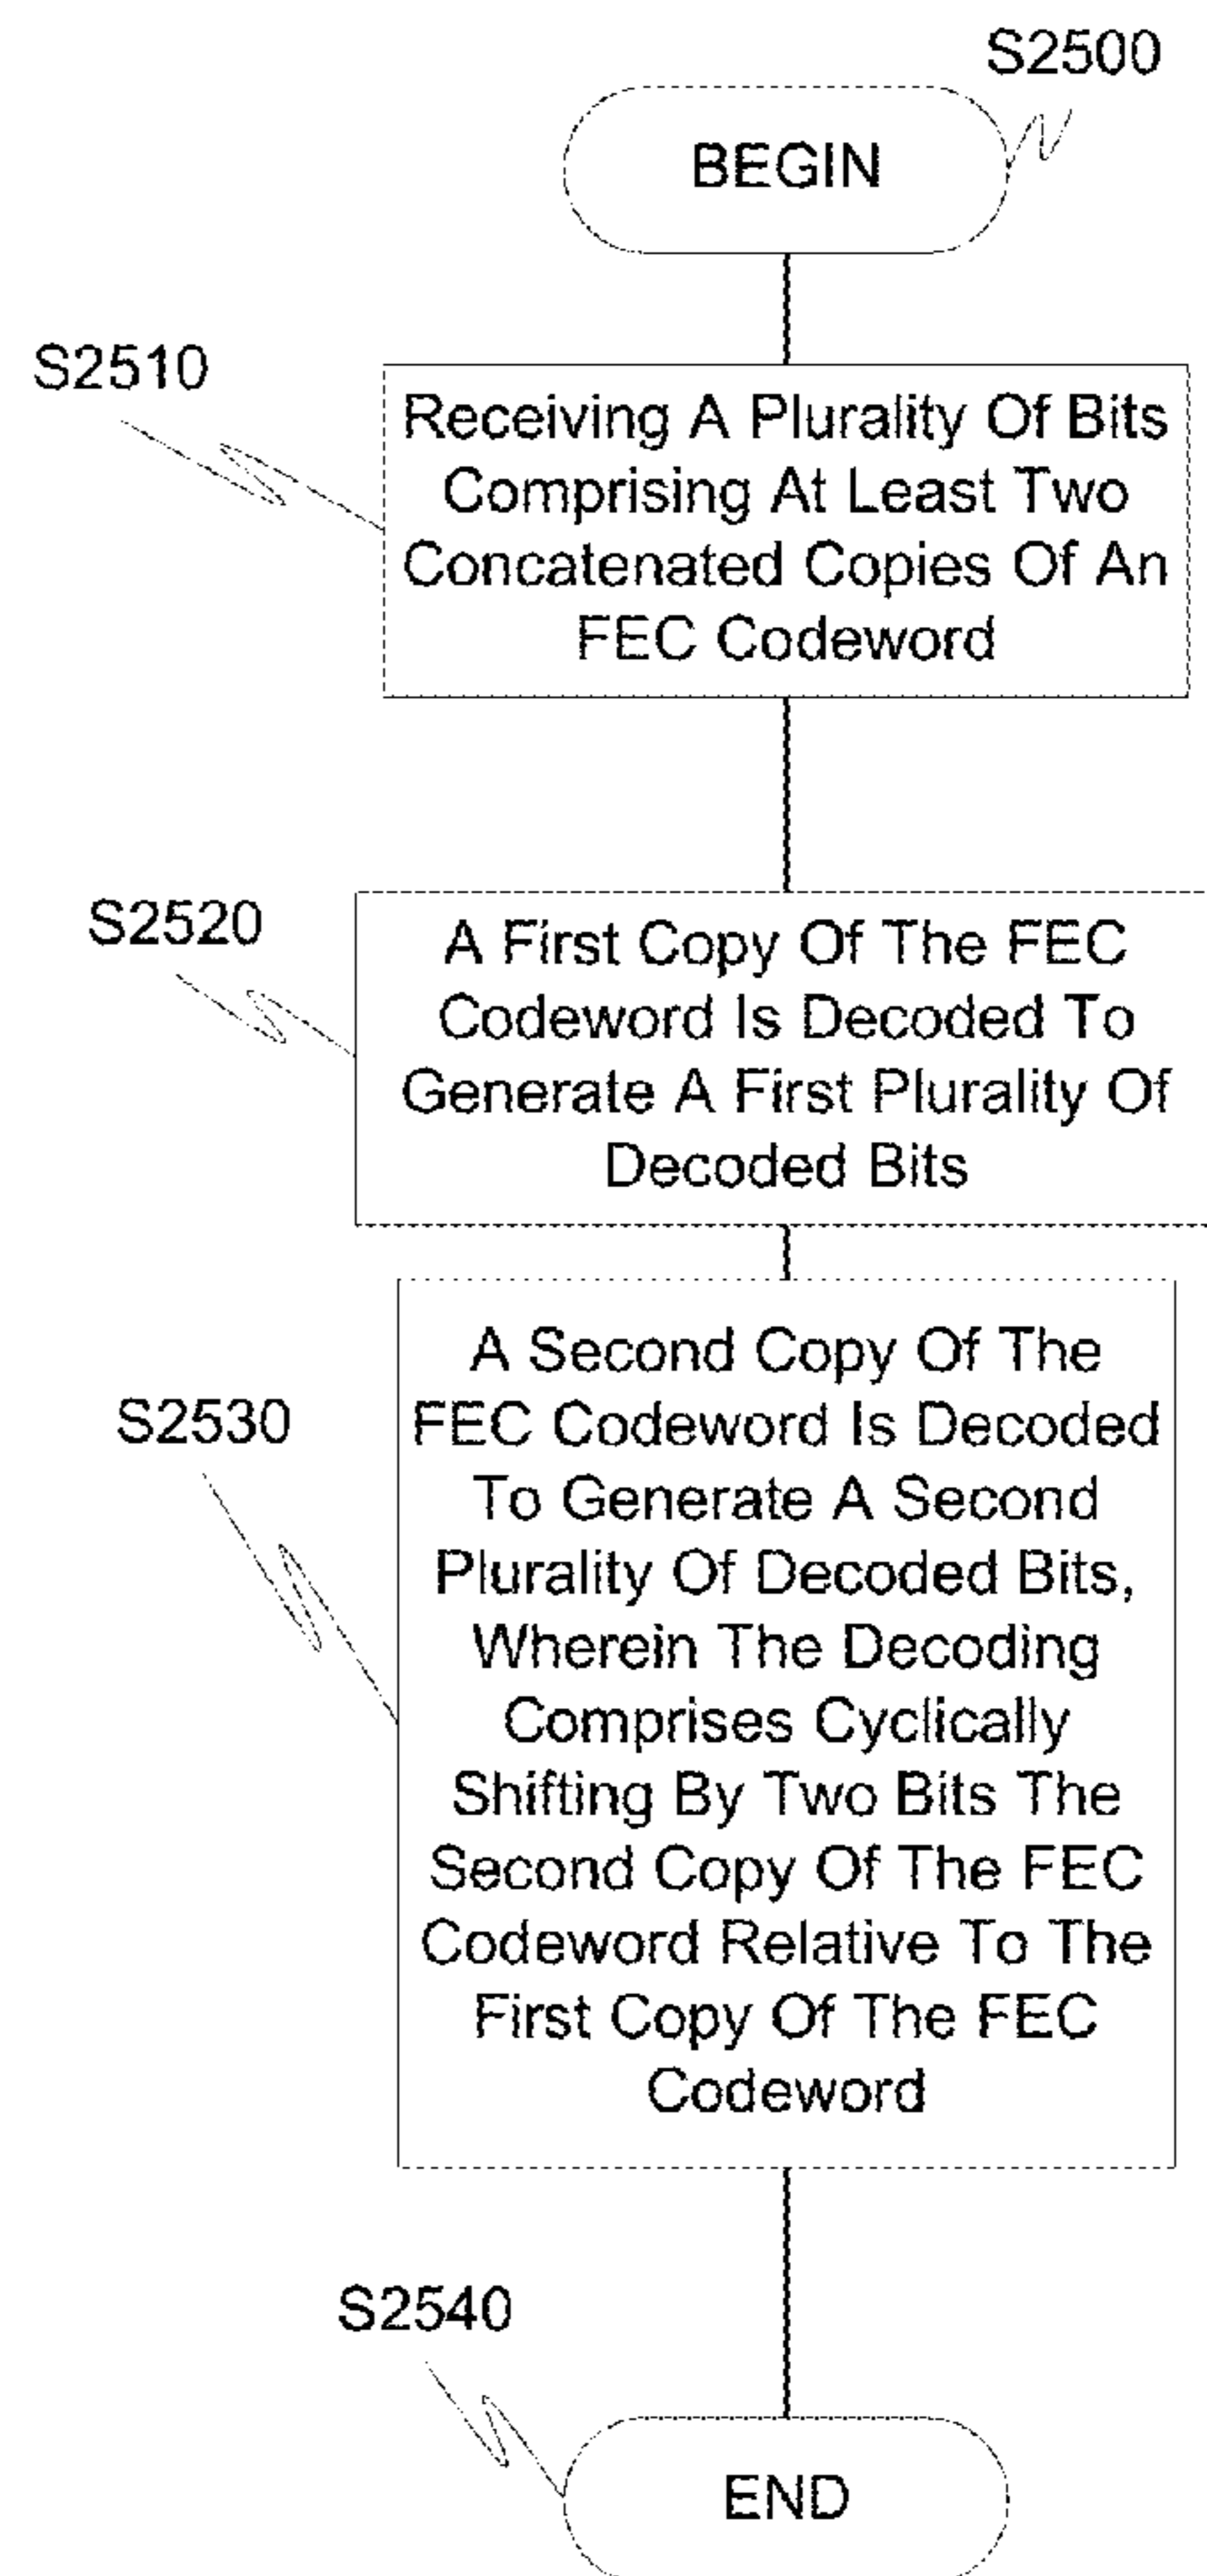 S2500
BEGIN
S2510
Receiving A Plurality Of Bits
Comprising At Least Two
Concatenated Copies Of An
FEC Codeword
S2520
A First Copy Of The FEC
Codeword Is Decoded To
Generate A First Plurality Of
Decoded Bits
S2530
A Second Copy Of The
FEC Codeword Is Decoded
To Generate A Second
Plurality Of Decoded Bits,
Wherein The Decoding
Comprises Cyclically
Shifting By Two Bits The
Second Copy Of The FEC
Codeword Relative To The
First Copy Of The FEC
Codeword
S2540
END